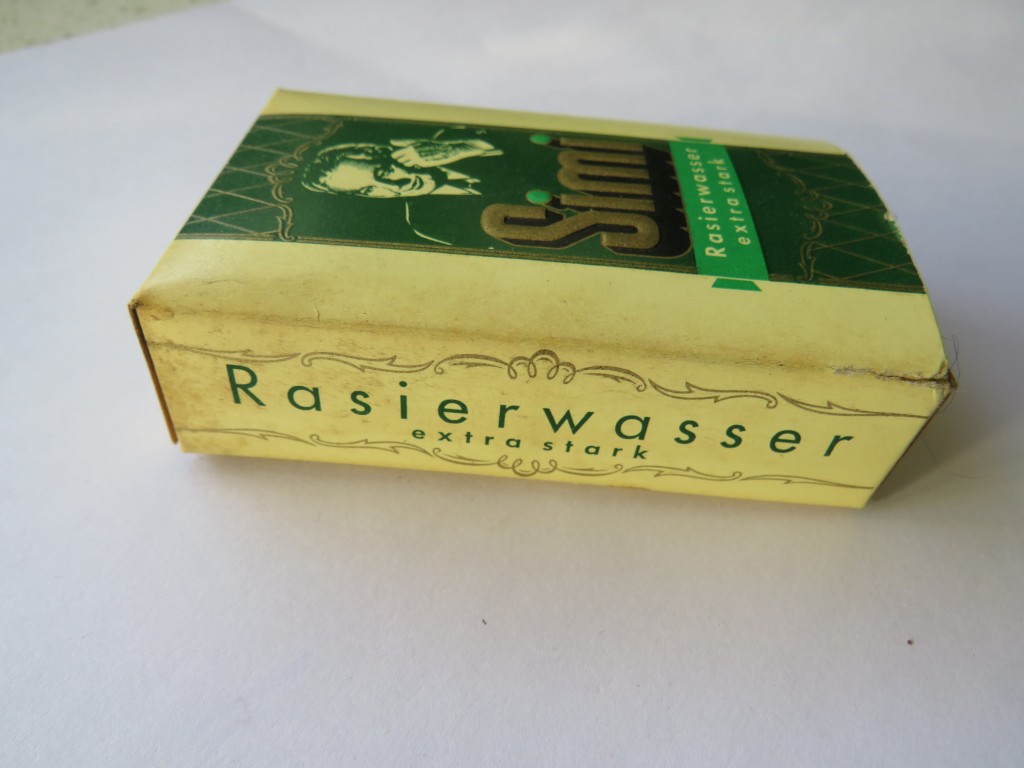 Simi
Rasierwasser
extra stark
Rasierwasser
extra stark